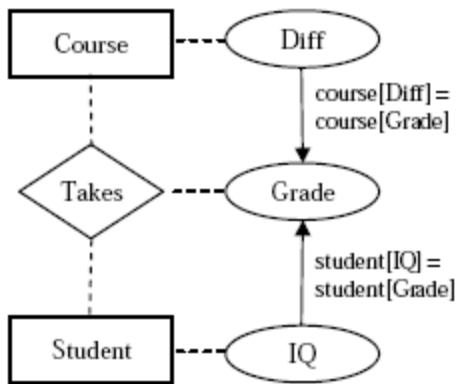 Course
Diff
course[Diff] =
course[Grade]
Takes
Grade
student[IQ] =
student[Grade]
Student
IQ